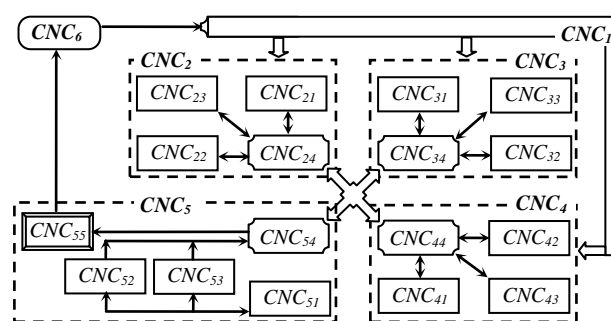 CNC₆
CNC₁
CNC₂
CNC₂₃ CNC₂₁
CNC₂₂ CNC₂₄
CNC₃
CNC₃₁ CNC₃₃
CNC₃₄ CNC₃₂
CNC₅
CNC₅₅ CNC₅₄
CNC₅₂ CNC₅₃
CNC₅₁
CNC₄
CNC₄₄ CNC₄₂
CNC₄₁ CNC₄₃